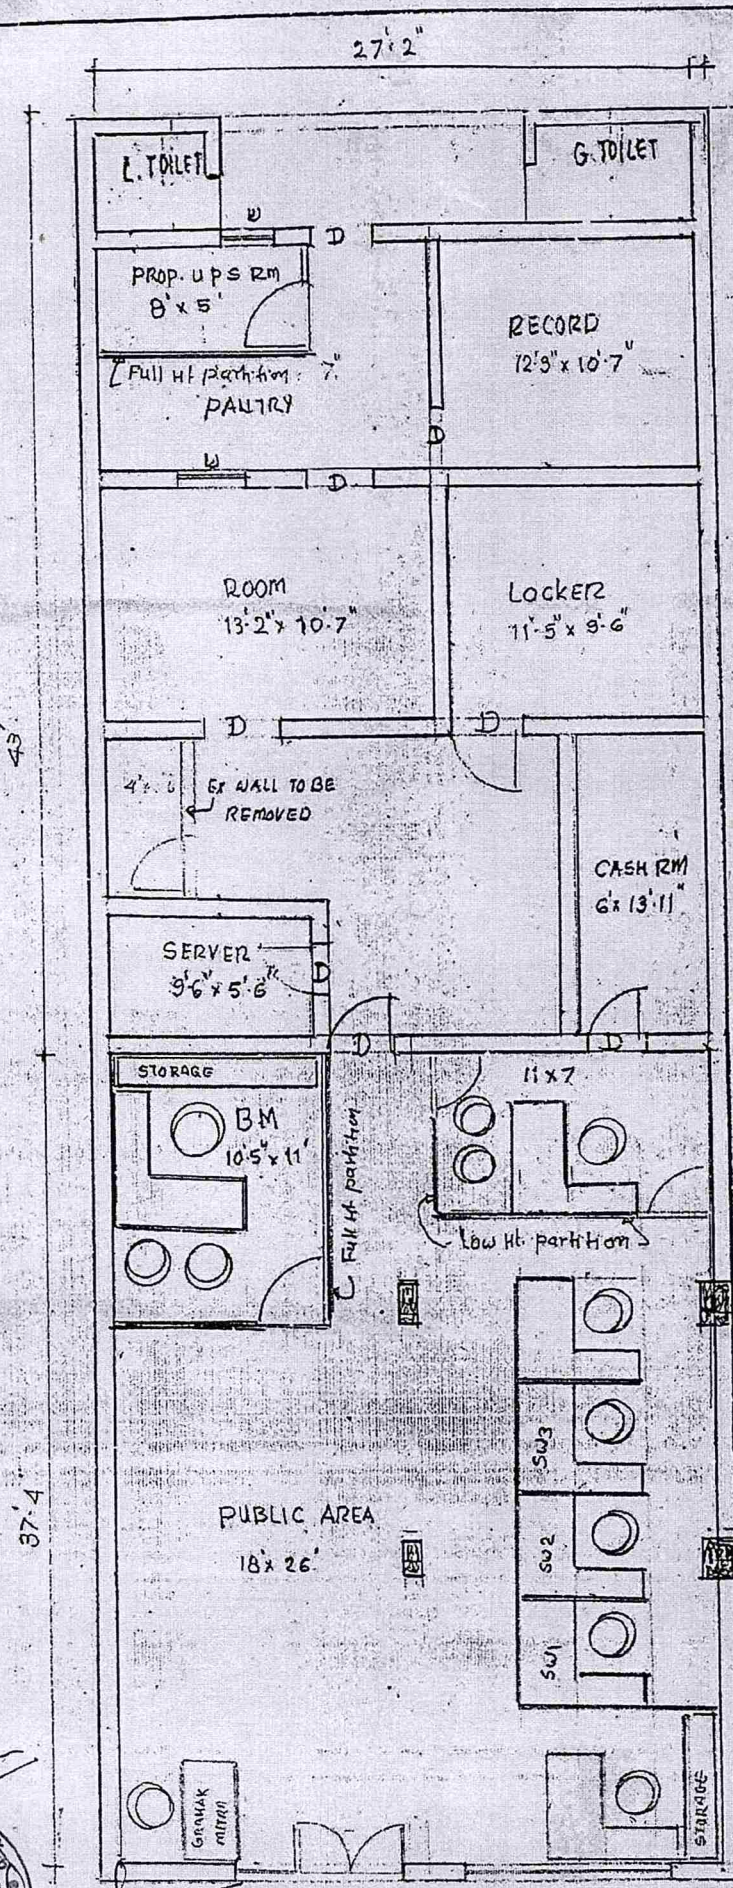 27'-2"
L. TOILET
G. TOILET
W
D
PROP. UPS RM
8' x 5'
RECORD
12'-9" x 10'-7"
Full Ht partition 7"
PANTRY
D
W
D
ROOM
13'-2" x 10'-7"
LOCKER
11'-5" x 9'-6"
43'
D
D
EX WALL TO BE
REMOVED
CASH RM
6' x 13'-11"
SERVER
9'-6" x 5'-6"
D
D
D
STORAGE
11 x 7
BM
10'-5" x 11'
Full Ht partition
Low Ht. partition
SW3
37'-4"
PUBLIC AREA
18' x 26'
SW2
SW1
GRAHAK
MITRA
STORAGE